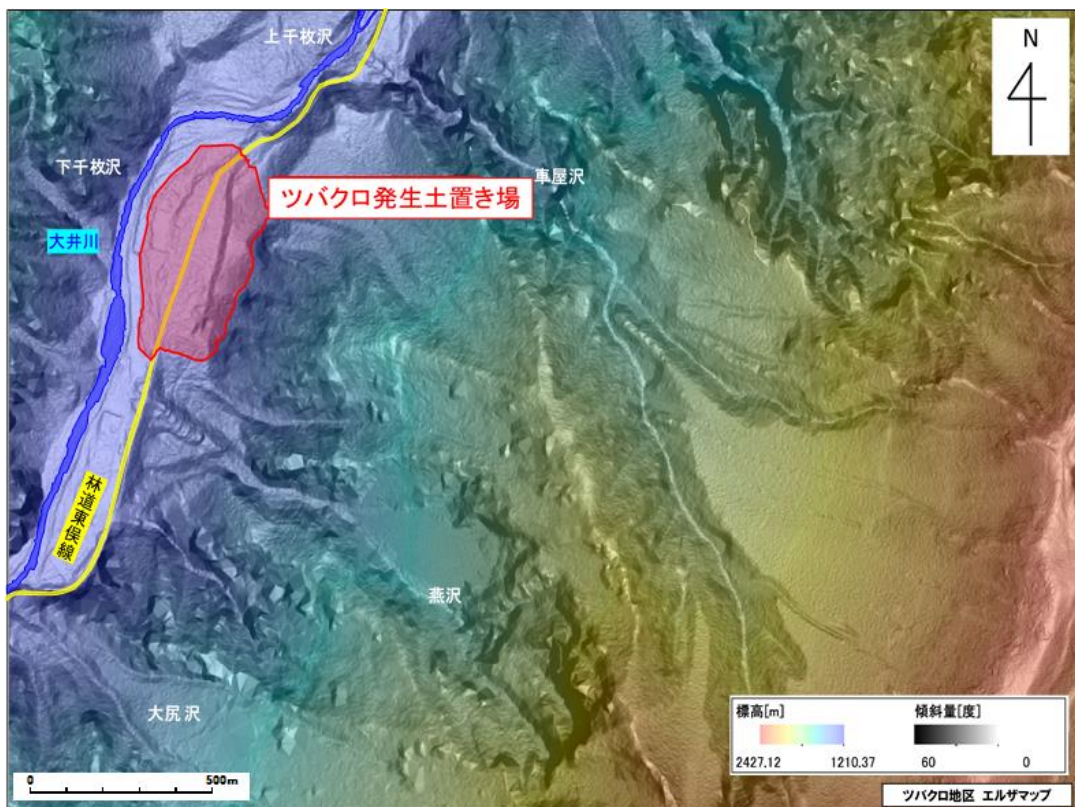 上千枚沢
N
下千枚沢
車屋沢
ツバクロ発生土置き場
大井川
林道東俣線
燕沢
大尻沢
標高[m]
傾斜量[度]
2427.12
1210.37
60
0
0
500m
ツバクロ地区 エルザマップ